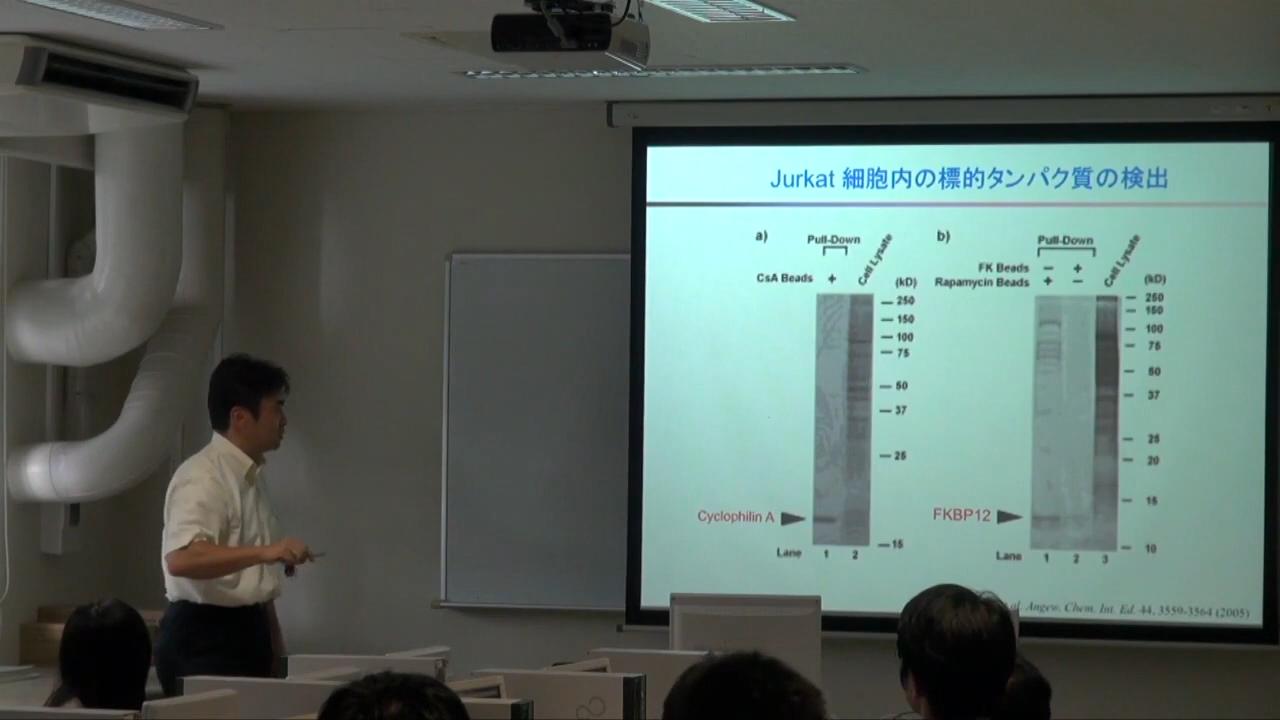 Jurkat 細胞内の標的タンパク質の検出
a)
Pull-Down
Cell Lysate
CsA Beads +
(kD)
250
150
100
75
50
37
25
15
Cyclophilin A
Lane 1 2
b)
Pull-Down
Cell Lysate
FK Beads − +
Rapamycin Beads + −
(kD)
250
150
100
75
50
37
25
20
15
10
FKBP12
Lane 1 2 3
al. Angew. Chem. Int. Ed. 44, 3559-3564 (2005)